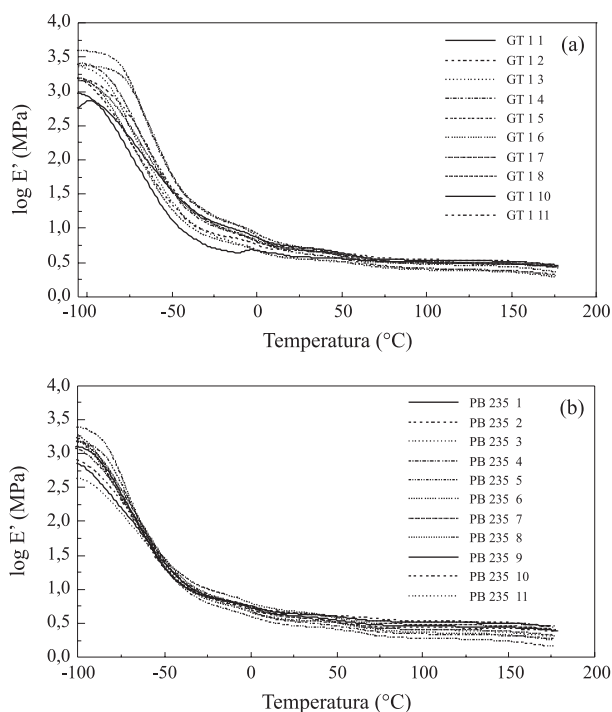 4,0
3,5
3,0
2,5
2,0
1,5
1,0
0,5
0,0
log E' (MPa)
-100 -50 0 50 100 150 200
Temperatura (°C)
(a)
GT 1 1
GT 1 2
GT 1 3
GT 1 4
GT 1 5
GT 1 6
GT 1 7
GT 1 8
GT 1 10
GT 1 11
4,0
3,5
3,0
2,5
2,0
1,5
1,0
0,5
0,0
log E' (MPa)
-100 -50 0 50 100 150 200
Temperatura (°C)
(b)
PB 235 1
PB 235 2
PB 235 3
PB 235 4
PB 235 5
PB 235 6
PB 235 7
PB 235 8
PB 235 9
PB 235 10
PB 235 11